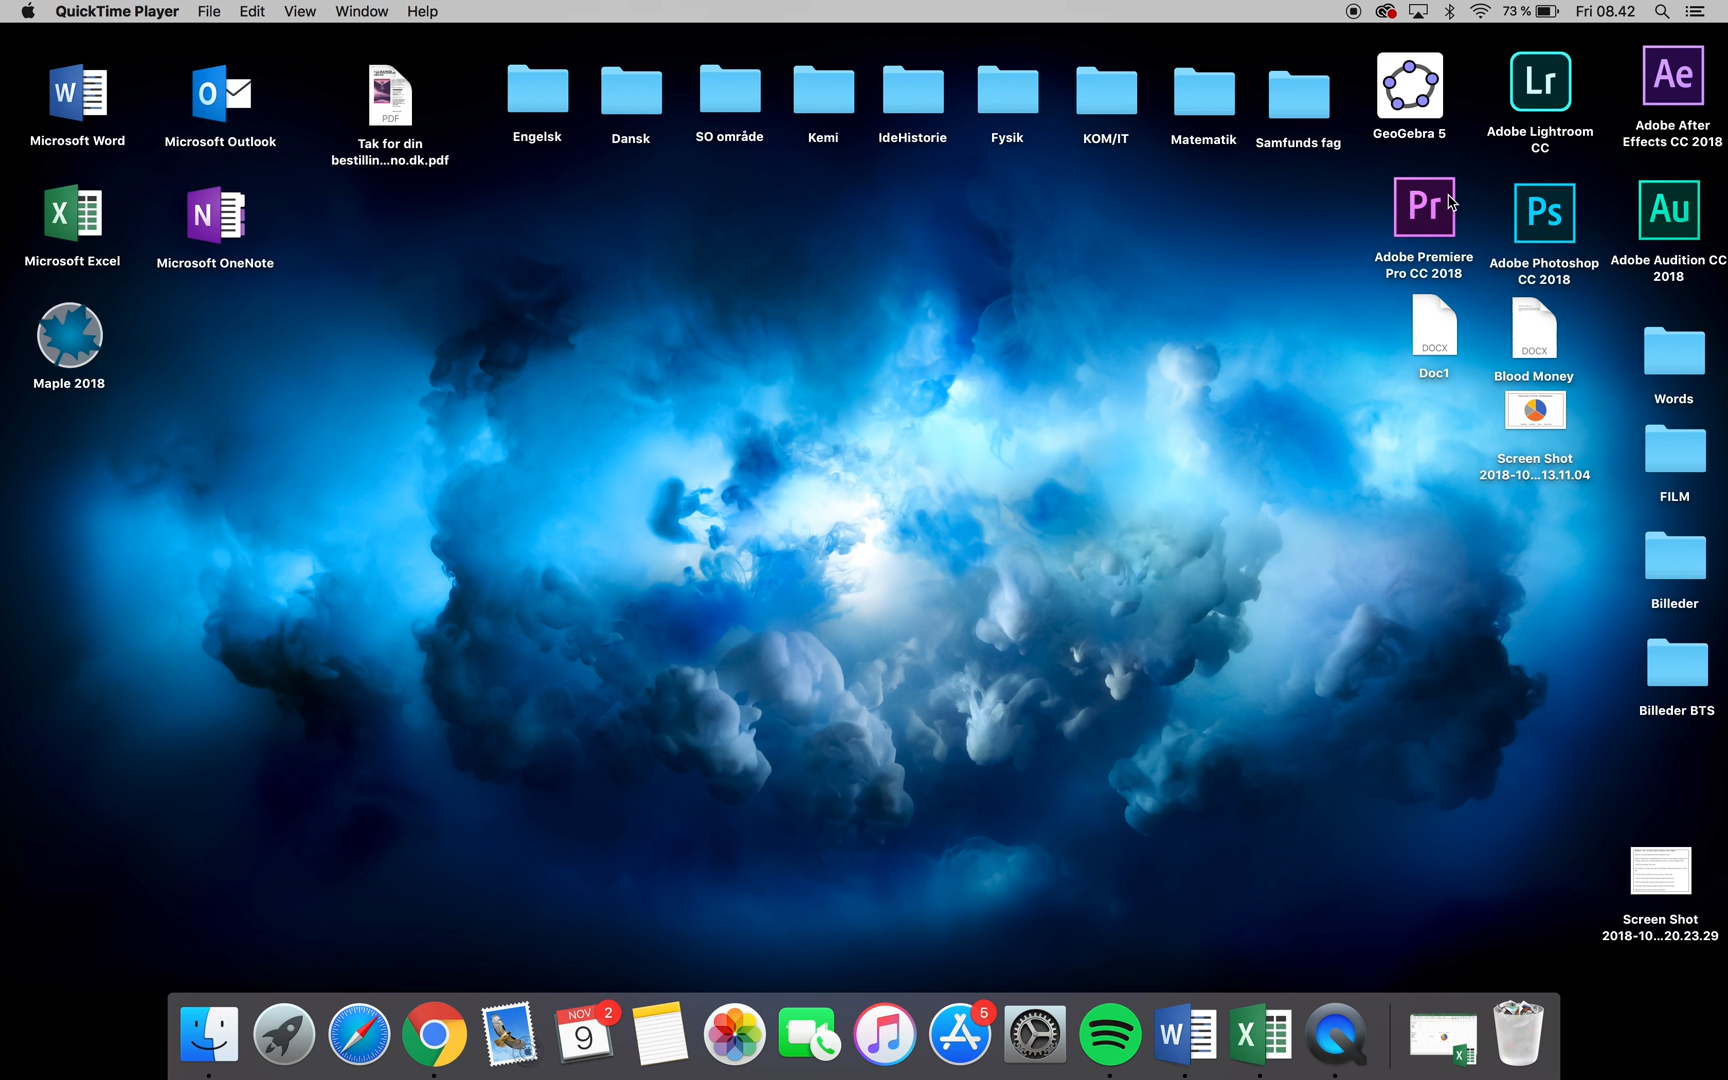 QuickTime Player File Edit View Window Help 73 % Fri 08.42
W
Microsoft Word
O
Microsoft Outlook
PDF
Tak for din
bestillin...no.dk.pdf
Engelsk
Dansk
SO område
Kemi
IdeHistorie
Fysik
KOM/IT
Matematik
Samfunds fag
GeoGebra 5
Lr
Adobe Lightroom
CC
Ae
Adobe After
Effects CC 2018
X
Microsoft Excel
N
Microsoft OneNote
Pr
Adobe Premiere
Pro CC 2018
Ps
Adobe Photoshop
CC 2018
Au
Adobe Audition CC
2018
Maple 2018
DOCX
Doc1
DOCX
Blood Money
Words
Screen Shot
2018-10...13.11.04
FILM
Billeder
Billeder BTS
Screen Shot
2018-10...20.23.29
NOV
9
2
5
W
X
X